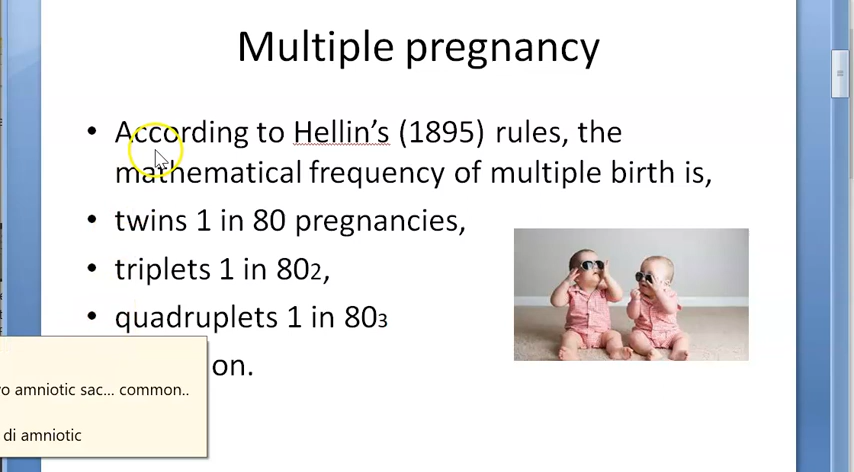 Multiple pregnancy
• According to Hellin's (1895) rules, the
mathematical frequency of multiple birth is,
• twins 1 in 80 pregnancies,
• triplets 1 in 802,
• quadruplets 1 in 803
on.
amniotic sac... common..
di amniotic